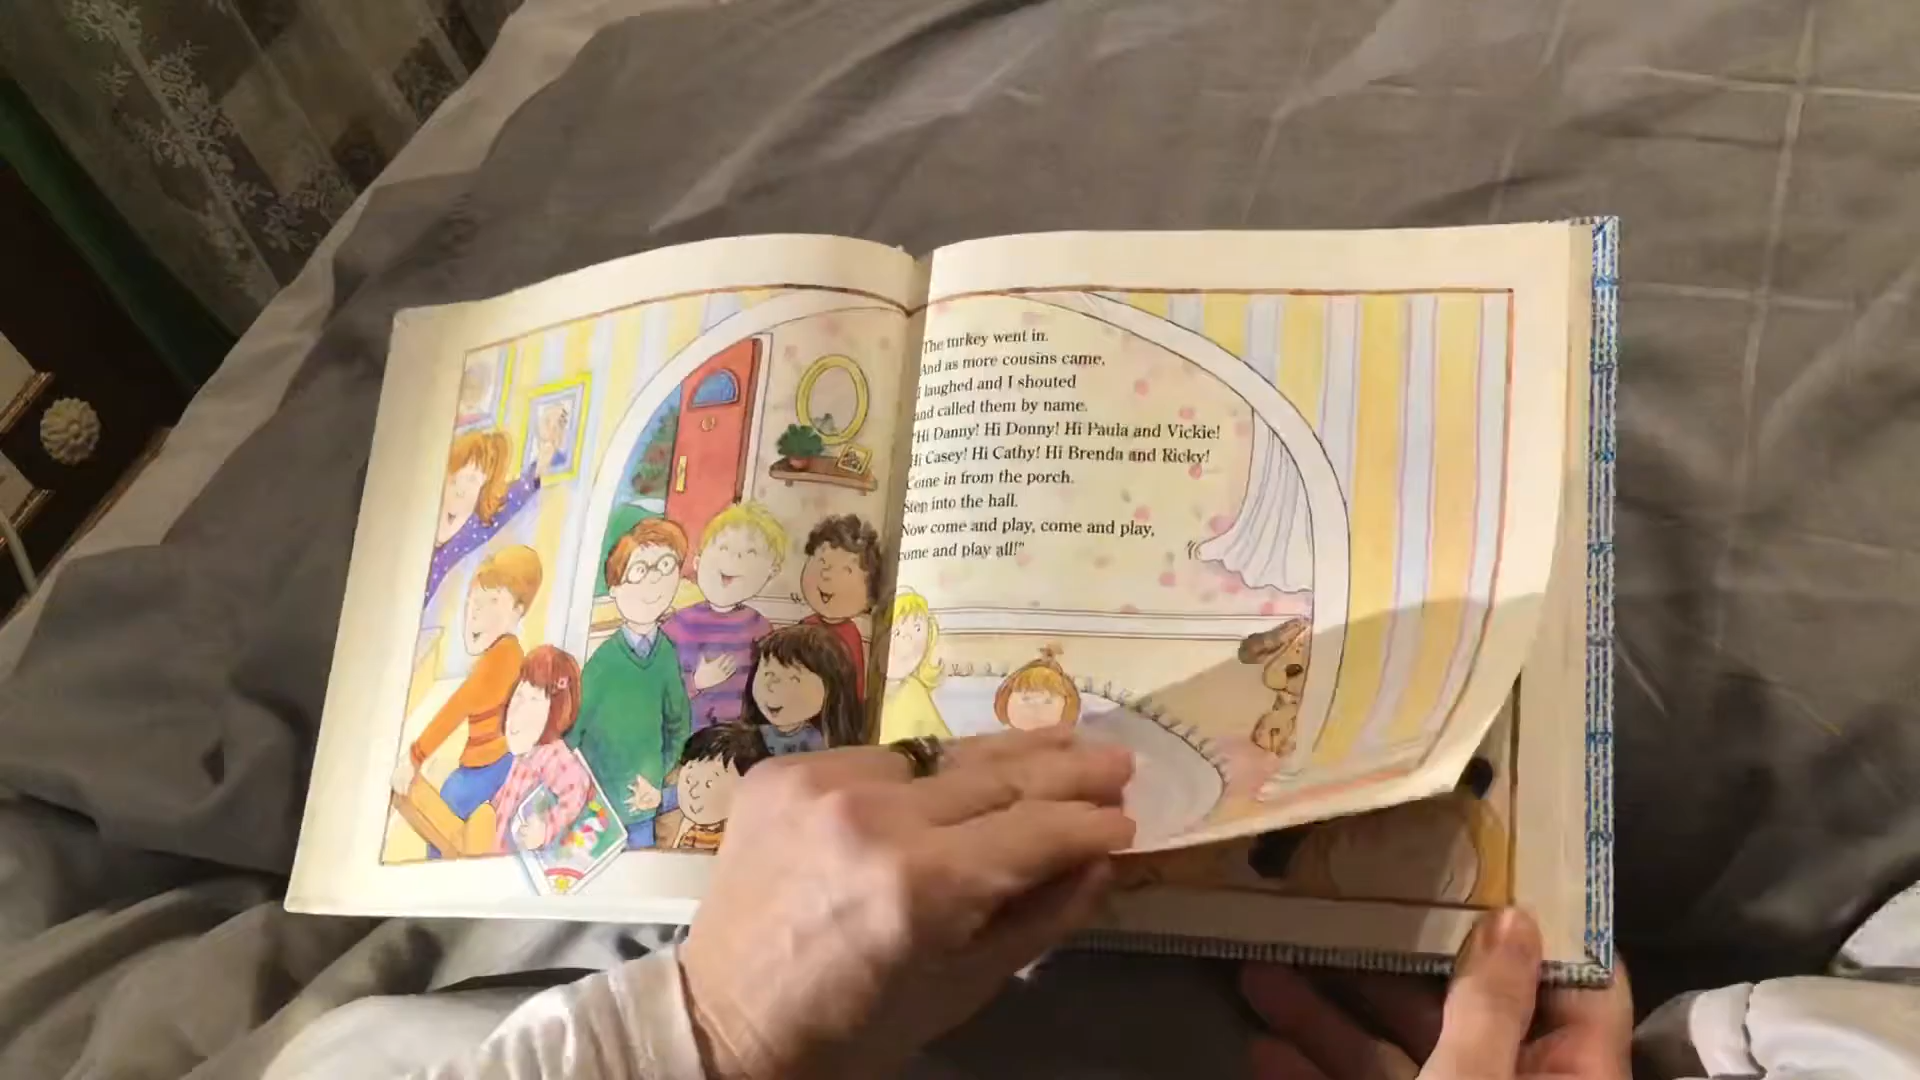 The turkey went in.
And as more cousins came,
I laughed and I shouted
and called them by name.
"Hi Danny! Hi Donny! Hi Paula and Vickie!
Hi Casey! Hi Cathy! Hi Brenda and Ricky!
Come in from the porch.
Step into the hall.
Now come and play, come and play,
come and play all!"